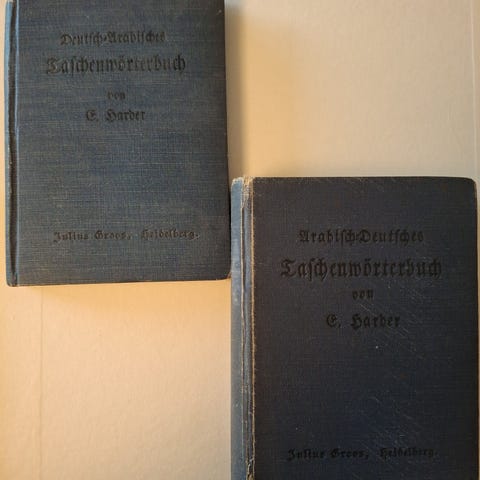 Deutsch-Arabisches
Taschenwörterbuch
von
E. Harder
Julius Groos, Heidelberg.
Arabisch-Deutsches
Taschenwörterbuch
von
E. Harder
Julius Groos, Heidelberg.